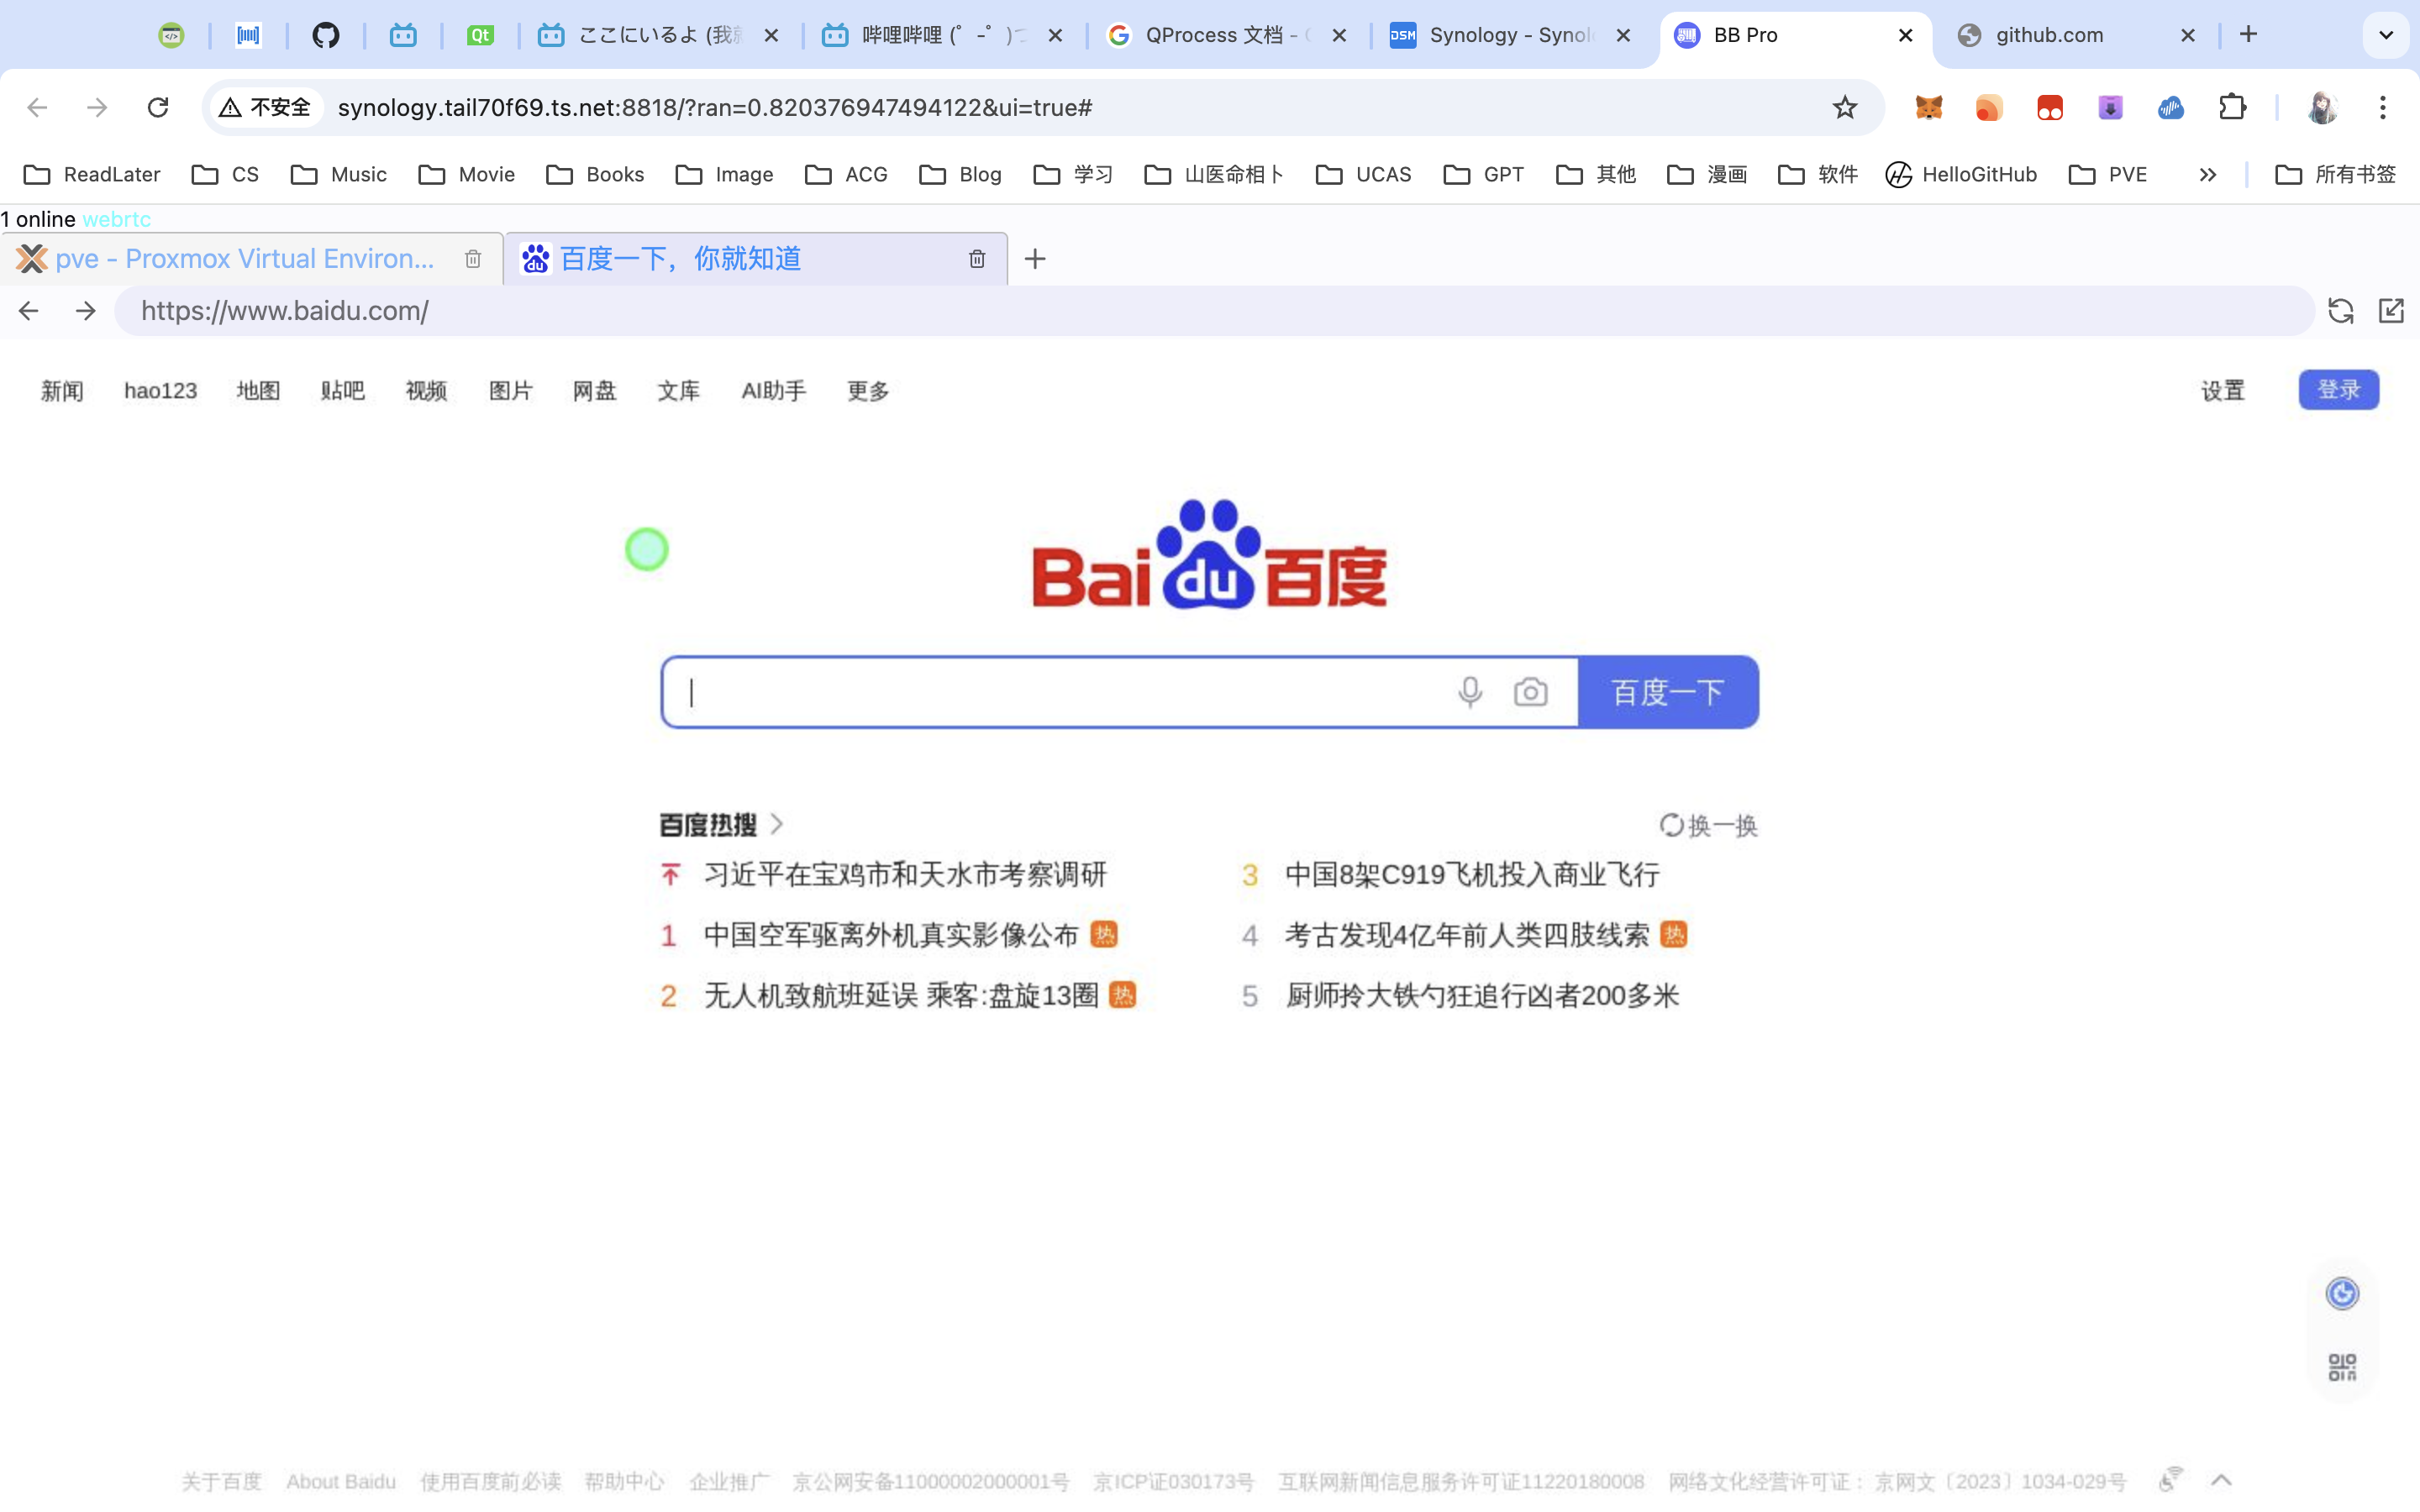 Qt
ここにいるよ (我就
哔哩哔哩 (゜-゜)つ
QProcess 文档 -
DSM
Synology - Synolo
BB Pro
github.com
不安全
synology.tail70f69.ts.net:8818/?ran=0.820376947494122&ui=true#
ReadLater
CS
Music
Movie
Books
Image
ACG
Blog
学习
山医命相卜
UCAS
GPT
其他
漫画
软件
HelloGitHub
PVE
所有书签
1 online webrtc
pve - Proxmox Virtual Environ...
百度一下，你就知道
https://www.baidu.com/
新闻
hao123
地图
贴吧
视频
图片
网盘
文库
AI助手
更多
设置
登录
Bai du 百度
百度一下
百度热搜
换一换
习近平在宝鸡市和天水市考察调研
3 中国8架C919飞机投入商业飞行
1 中国空军驱离外机真实影像公布 热
4 考古发现4亿年前人类四肢线索 热
2 无人机致航班延误 乘客:盘旋13圈 热
5 厨师拎大铁勺狂追行凶者200多米
关于百度
About Baidu
使用百度前必读
帮助中心
企业推广
京公网安备11000002000001号
京ICP证030173号
互联网新闻信息服务许可证11220180008
网络文化经营许可证： 京网文〔2023〕1034-029号